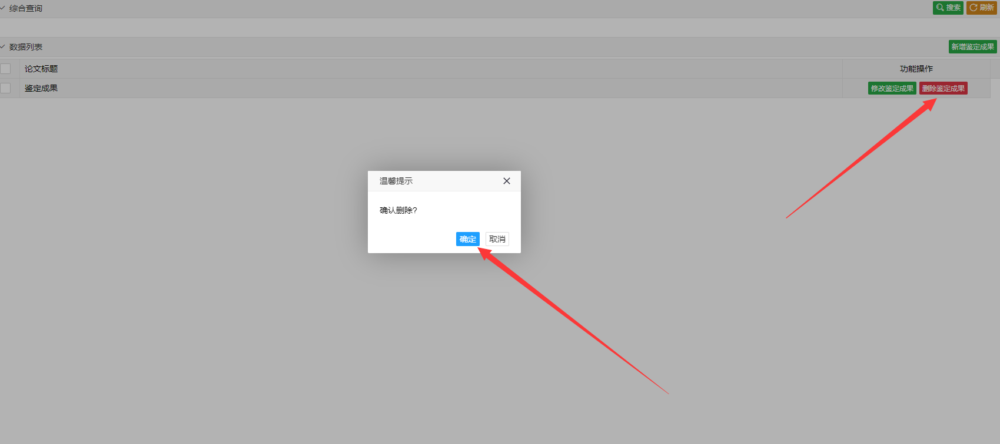 综合查询
搜索 刷新
数据列表
新增鉴定成果
论文标题 功能操作
鉴定成果 修改鉴定成果 删除鉴定成果
温馨提示
确认删除?
确定 取消